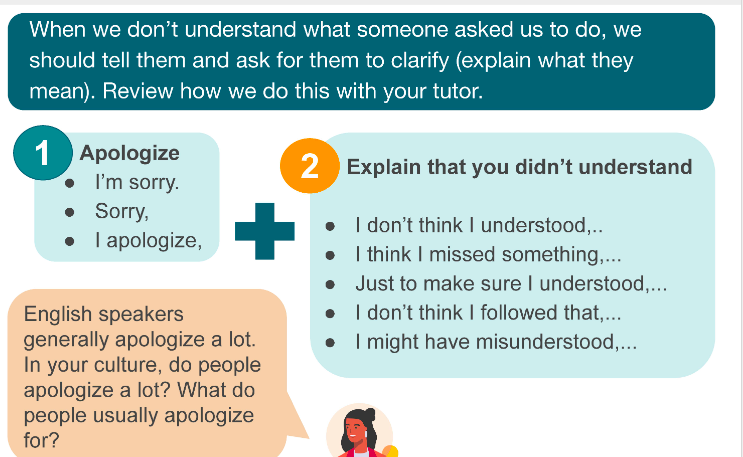 When we don’t understand what someone asked us to do, we
should tell them and ask for them to clarify (explain what they
mean). Review how we do this with your tutor.
1
Apologize
● I’m sorry.
● Sorry,
● I apologize,
2
Explain that you didn’t understand
● I don’t think I understood,..
● I think I missed something,...
● Just to make sure I understood,...
● I don’t think I followed that,...
● I might have misunderstood,...
English speakers
generally apologize a lot.
In your culture, do people
apologize a lot? What do
people usually apologize
for?